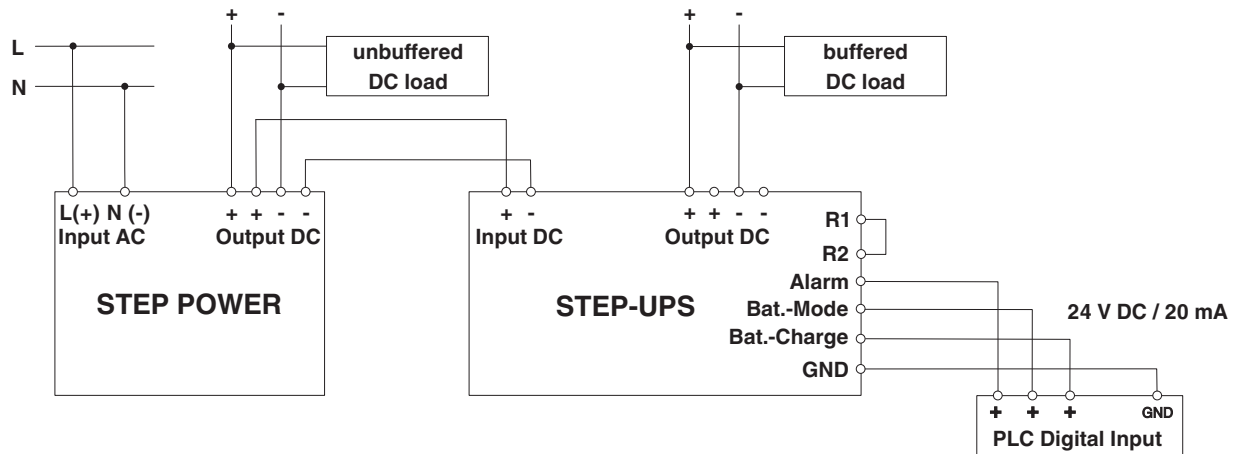 + - + -
L
N
unbuffered
DC load
buffered
DC load
L(+) N (-)
Input AC
+ + - -
Output DC
STEP POWER
+ -
Input DC
+ + - -
Output DC
STEP-UPS
R1
R2
Alarm
Bat.-Mode
Bat.-Charge
GND
24 V DC / 20 mA
+ + + GND
PLC Digital Input